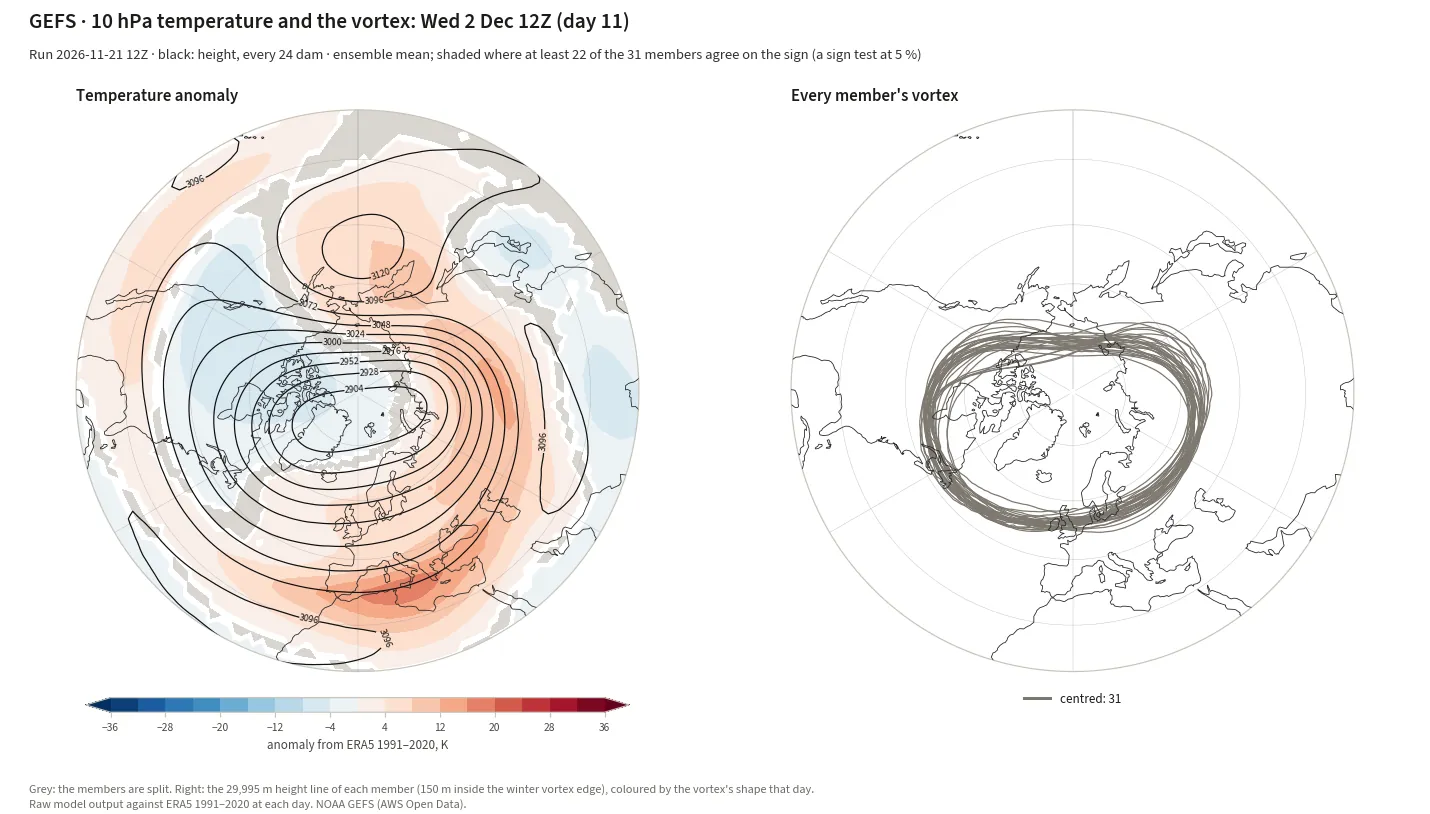 GEFS · 10 hPa temperature and the vortex: Wed 2 Dec 12Z (day 11)
Run 2026-11-21 12Z · black: height, every 24 dam · ensemble mean; shaded where at least 22 of the 31 members agree on the sign (a sign test at 5 %)
Temperature anomaly
Every member's vortex
3096
3120
3096
3072
3048
3024
3000
2976
2952
2928
2904
3096
3096
3096
−36 −28 −20 −12 −4 4 12 20 28 36
anomaly from ERA5 1991–2020, K
centred: 31
Grey: the members are split. Right: the 29,995 m height line of each member (150 m inside the winter vortex edge), coloured by the vortex's shape that day.
Raw model output against ERA5 1991–2020 at each day. NOAA GEFS (AWS Open Data).